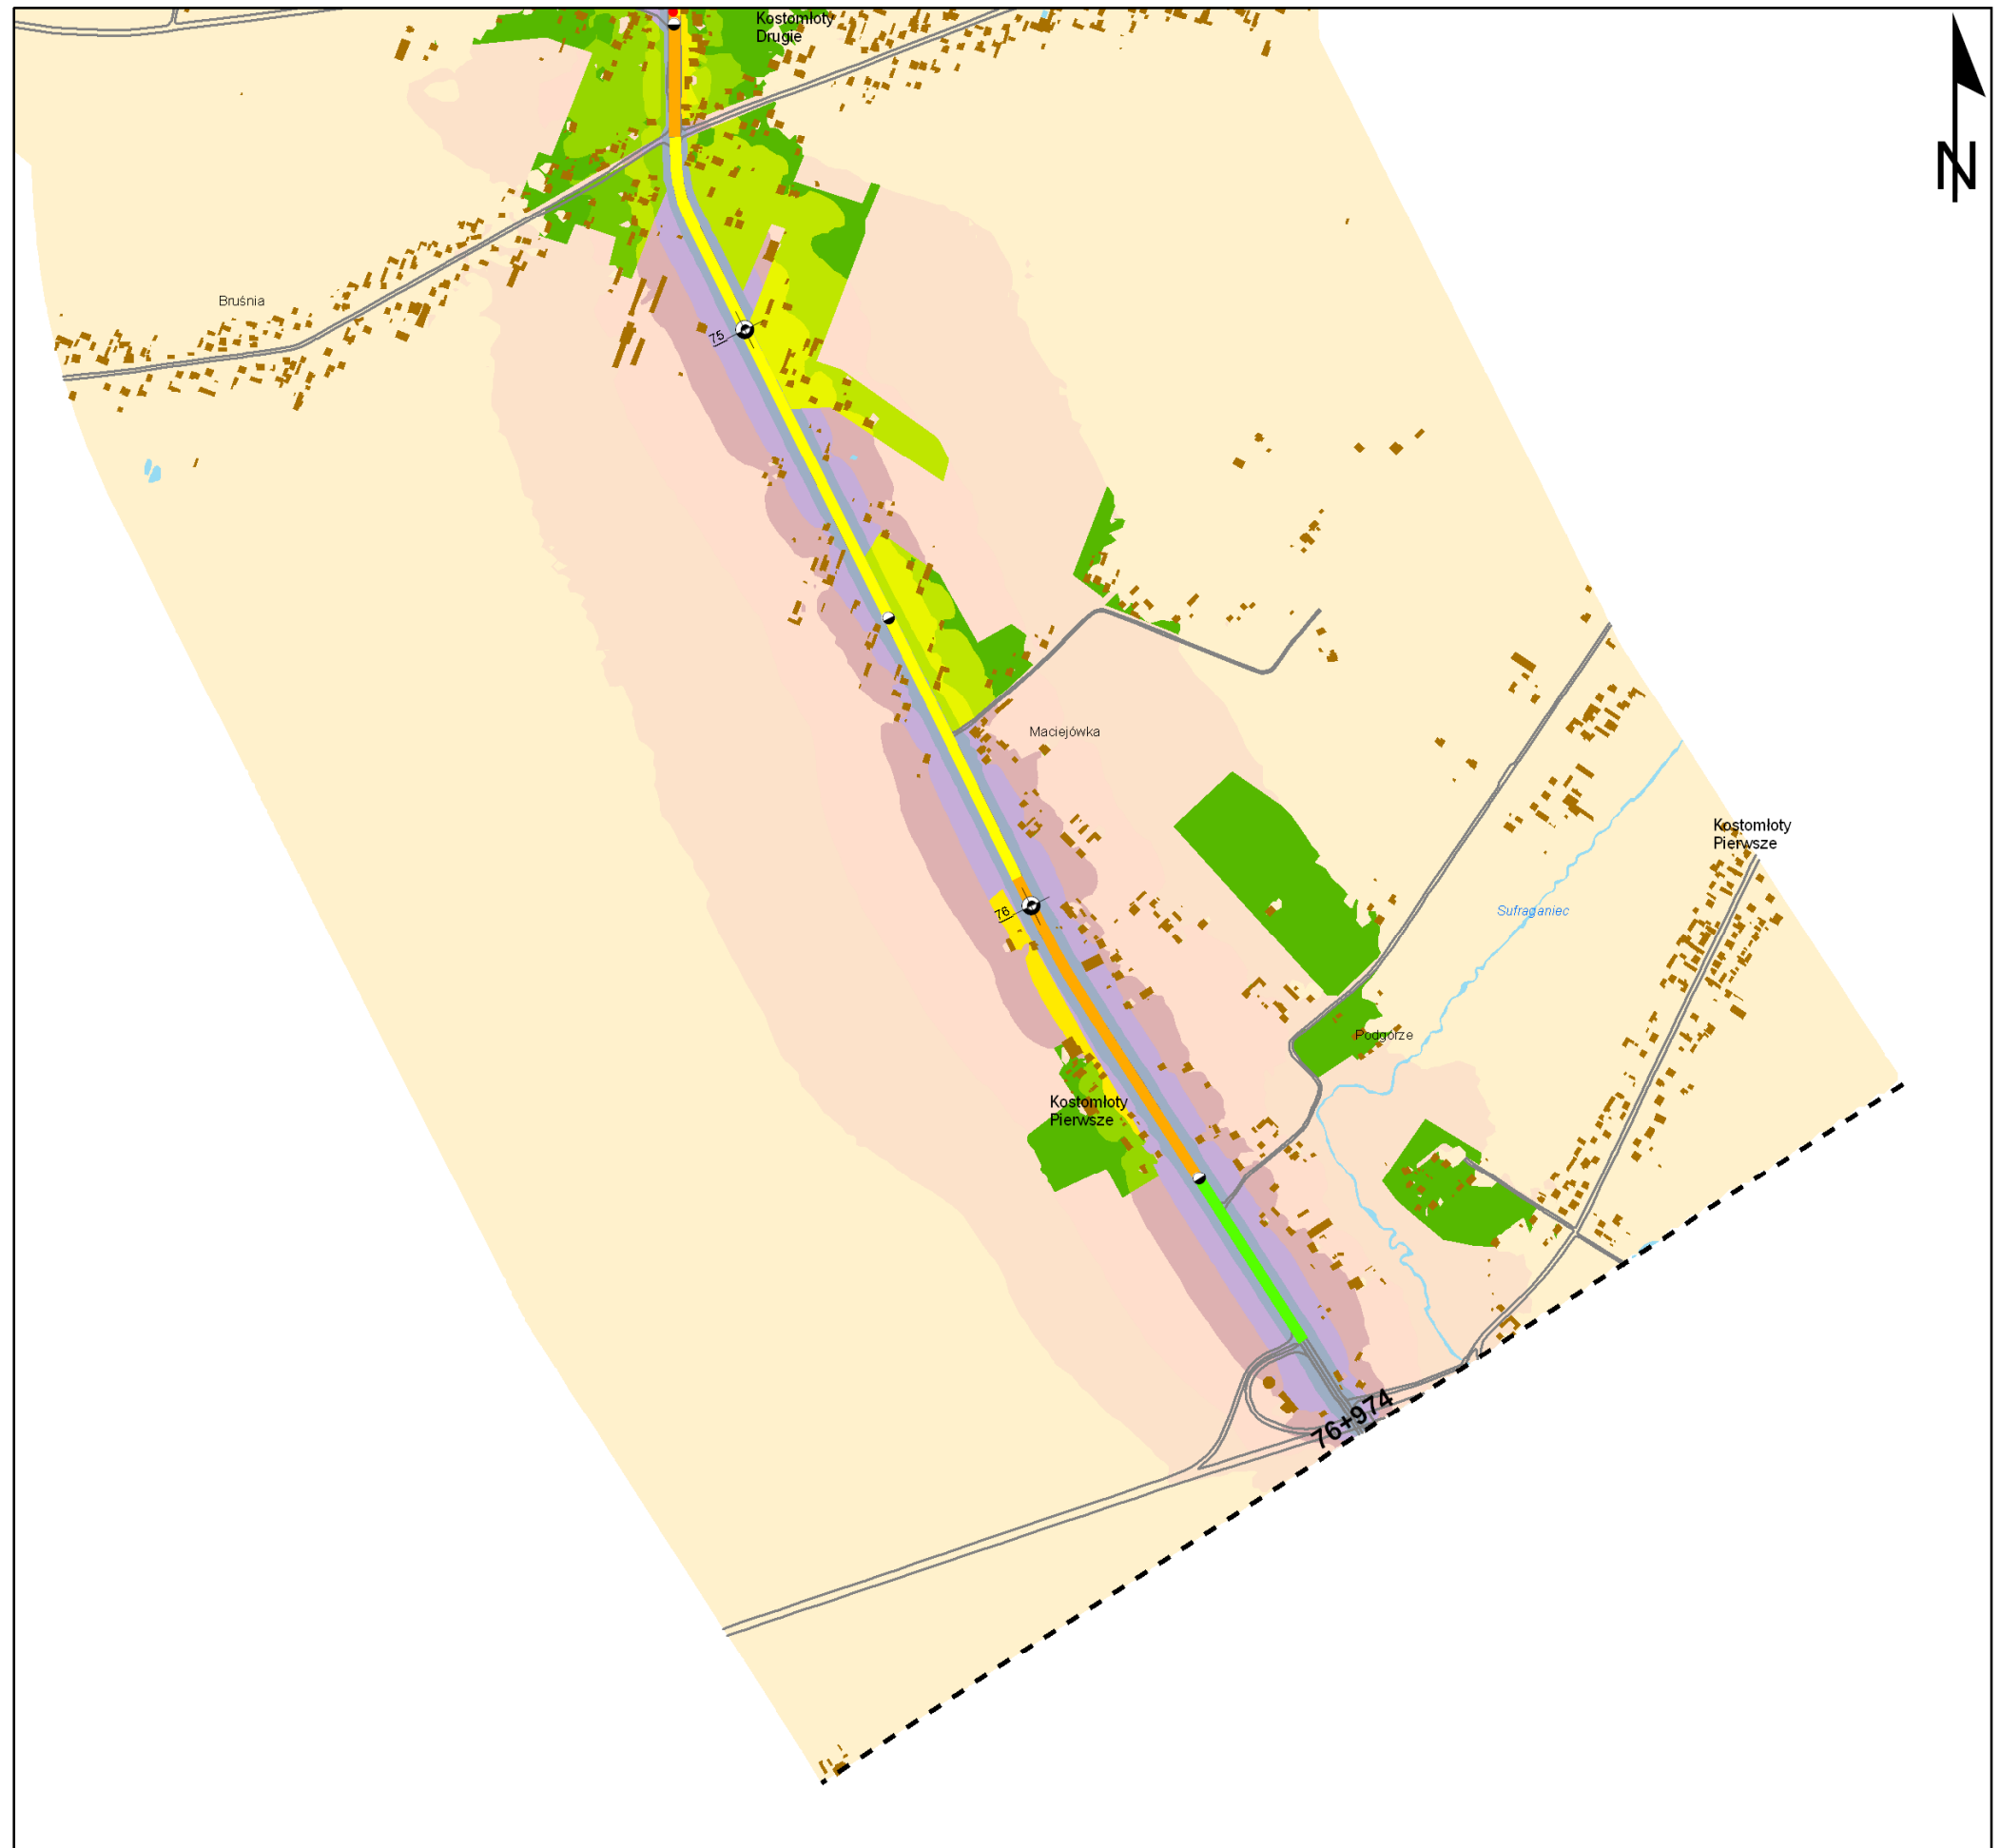 Kostomłoty
Drugie
N
Bruśnia
75
Maciejówka
Kostomłoty
Pierwsze
76
Sufraganiec
Podgórze
Kostomłoty
Pierwsze
76+974